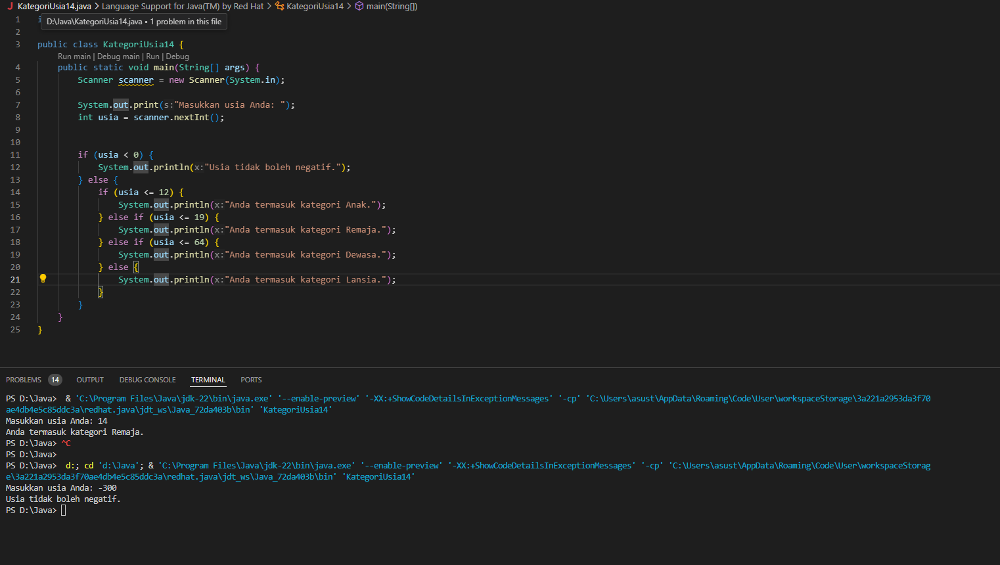 KategoriUsia14.java > Language Support for Java(TM) by Red Hat > KategoriUsia14 > main(String[])
1 i
D:\Java\KategoriUsia14.java • 1 problem in this file
2
3 public class KategoriUsia14 {
Run main | Debug main | Run | Debug
4 public static void main(String[] args) {
5 Scanner scanner = new Scanner(System.in);
6
7 System.out.print(s:"Masukkan usia Anda: ");
8 int usia = scanner.nextInt();
9
10
11 if (usia < 0) {
12 System.out.println(x:"Usia tidak boleh negatif.");
13 } else {
14 if (usia <= 12) {
15 System.out.println(x:"Anda termasuk kategori Anak.");
16 } else if (usia <= 19) {
17 System.out.println(x:"Anda termasuk kategori Remaja.");
18 } else if (usia <= 64) {
19 System.out.println(x:"Anda termasuk kategori Dewasa.");
20 } else {
21 System.out.println(x:"Anda termasuk kategori Lansia.");
22 }
23 }
24 }
25 }
PROBLEMS 14 OUTPUT DEBUG CONSOLE TERMINAL PORTS
PS D:\Java>  & 'C:\Program Files\Java\jdk-22\bin\java.exe' '--enable-preview' '-XX:+ShowCodeDetailsInExceptionMessages' '-cp' 'C:\Users\asust\AppData\Roaming\Code\User\workspaceStorage\3a221a2953da3f70
ae4db4e5c85ddc3a\redhat.java\jdt_ws\Java_72da403b\bin' 'KategoriUsia14'
Masukkan usia Anda: 14
Anda termasuk kategori Remaja.
PS D:\Java> ^C
PS D:\Java>
PS D:\Java>  d:; cd 'd:\Java'; & 'C:\Program Files\Java\jdk-22\bin\java.exe' '--enable-preview' '-XX:+ShowCodeDetailsInExceptionMessages' '-cp' 'C:\Users\asust\AppData\Roaming\Code\User\workspaceStorag
e\3a221a2953da3f70ae4db4e5c85ddc3a\redhat.java\jdt_ws\Java_72da403b\bin' 'KategoriUsia14'
Masukkan usia Anda: -300
Usia tidak boleh negatif.
PS D:\Java>